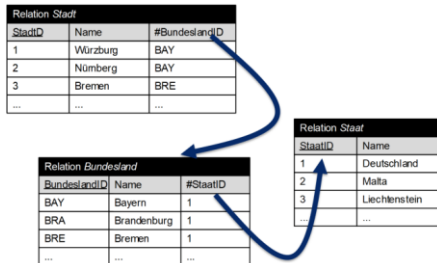 Relation Stadt
StadtD Name #BundeslandID
1 Würzburg BAY
2 Nürnberg BAY
3 Bremen BRE
... ... ...
Relation Staat
StaatID Name
1 Deutschland
2 Malta
3 Liechtenstein
... ...
Relation Bundesland
BundeslandID Name #StaatID
BAY Bayern 1
BRA Brandenburg 1
BRE Bremen 1
... ... ...